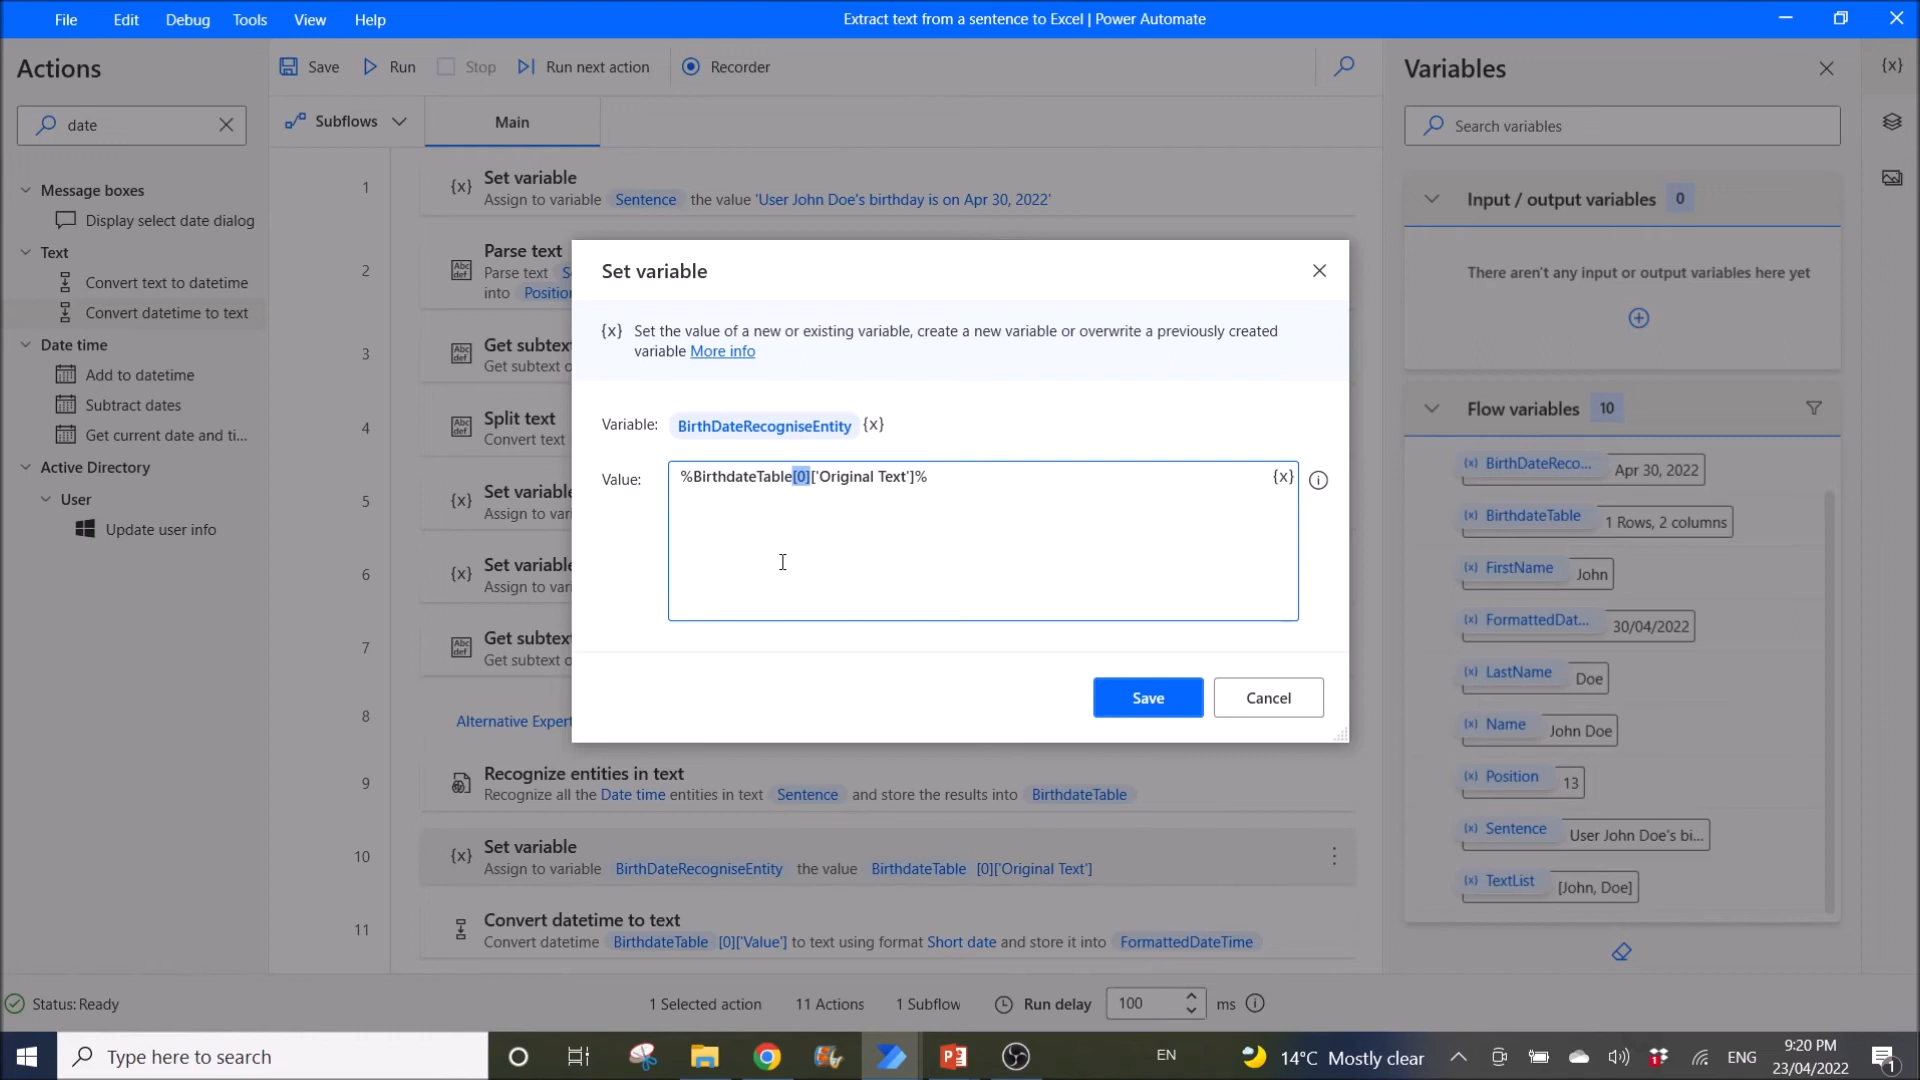 File Edit Debug Tools View Help
Extract text from a sentence to Excel | Power Automate
Actions
date
Message boxes
Display select date dialog
Text
Convert text to datetime
Convert datetime to text
Date time
Add to datetime
Subtract dates
Get current date and ti...
Active Directory
User
Update user info
Save Run Stop Run next action Recorder
Subflows
Main
1
Set variable
Assign to variable Sentence the value 'User John Doe's birthday is on Apr 30, 2022'
2
Parse text
Parse text
into
3
Get subtext
Get subtext
4
Split text
Convert text
5
Set variable
Assign to
6
Set variable
Assign to
7
Get subtext
Get subtext
8
Alternative
9
Recognize entities in text
Recognize all the Date time entities in text Sentence and store the results into BirthdateTable
10
Set variable
Assign to variable BirthDateRecogniseEntity the value BirthdateTable [0]['Original Text']
11
Convert datetime to text
Convert datetime BirthdateTable [0]['Value'] to text using format Short date and store it into FormattedDateTime
Set variable
{x} Set the value of a new or existing variable, create a new variable or overwrite a previously created
variable More info
Variable: BirthDateRecogniseEntity {x}
Value: %BirthdateTable[0]['Original Text']% {x}
Save Cancel
Variables
{x}
Search variables
Input / output variables 0
There aren't any input or output variables here yet
Flow variables 10
(x) BirthDateReco... Apr 30, 2022
(x) BirthdateTable 1 Rows, 2 columns
(x) FirstName John
(x) FormattedDat... 30/04/2022
(x) LastName Doe
(x) Name John Doe
(x) Position 13
(x) Sentence User John Doe's bi...
(x) TextList [John, Doe]
Status: Ready
1 Selected action 11 Actions 1 Subflow Run delay 100 ms
Type here to search
EN
14°C Mostly clear
ENG
9:20 PM
23/04/2022
1